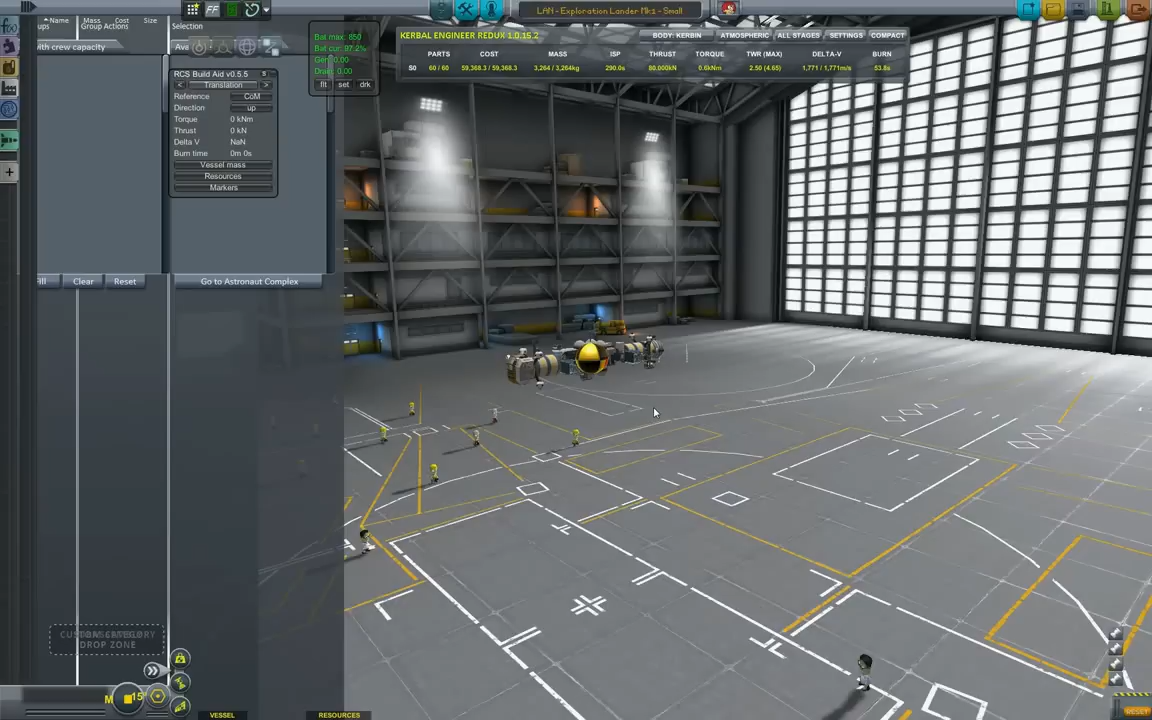 Name
Mass Cost Size
ups
Group Actions
Selection
with crew capacity
Ava
FF
LAN - Exploration Lander Mk1 - Small
Bat max: 850
Bat cur: 97.2%
Gen: 0.00
Drain: 0.00
flt set drk
KERBAL ENGINEER REDUX 1.0.15.2
BODY: KERBIN ATMOSPHERIC ALL STAGES SETTINGS COMPACT
PARTS COST MASS ISP THRUST TORQUE TWR (MAX) DELTA-V BURN
S0 60 / 60 59,368.3 / 59,368.3 3,264 / 3,264kg 290.0s 80.000kN 0.6kNm 2.50 (4.65) 1,771 / 1,771m/s 53.8s
RCS Build Aid v0.5.5 S
< Translation >
Reference CoM
Direction up
Torque 0 kNm
Thrust 0 kN
Delta V NaN
Burn time 0m 0s
Vessel mass
Resources
Markers
Fill Clear Reset
Go to Astronaut Complex
DROP ZONE
M
15°
VESSEL
RESOURCES
RESET